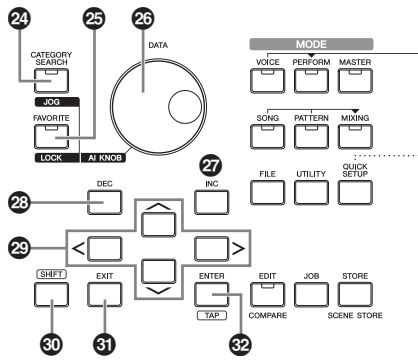 24
25
26
CATEGORY
SEARCH
DATA
MODE
VOICE PERFORM MASTER
JOG
FAVORITE
LOCK AI KNOB
SONG PATTERN MIXING
27
28
DEC
INC
FILE UTILITY QUICK
SETUP
29
< >
SHIFT EXIT ENTER EDIT JOB STORE
TAP COMPARE SCENE STORE
30
31
32